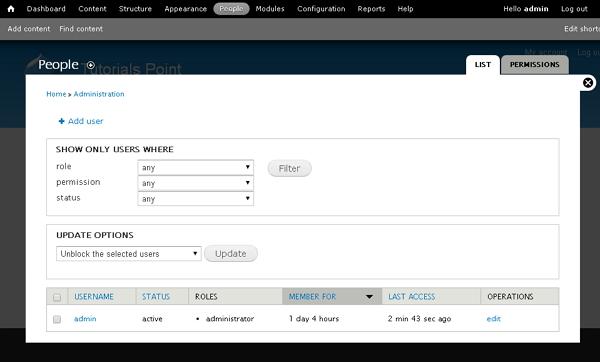 Dashboard Content Structure Appearance People Modules Configuration Reports Help Hello admin Log out
Add content Find content Edit short
My account Log ou
People Tutorials Point LIST PERMISSIONS
Home » Administration
+ Add user
SHOW ONLY USERS WHERE
role any Filter
permission any
status any
UPDATE OPTIONS
Unblock the selected users Update
USERNAME STATUS ROLES MEMBER FOR LAST ACCESS OPERATIONS
admin active • administrator 1 day 4 hours 2 min 43 sec ago edit